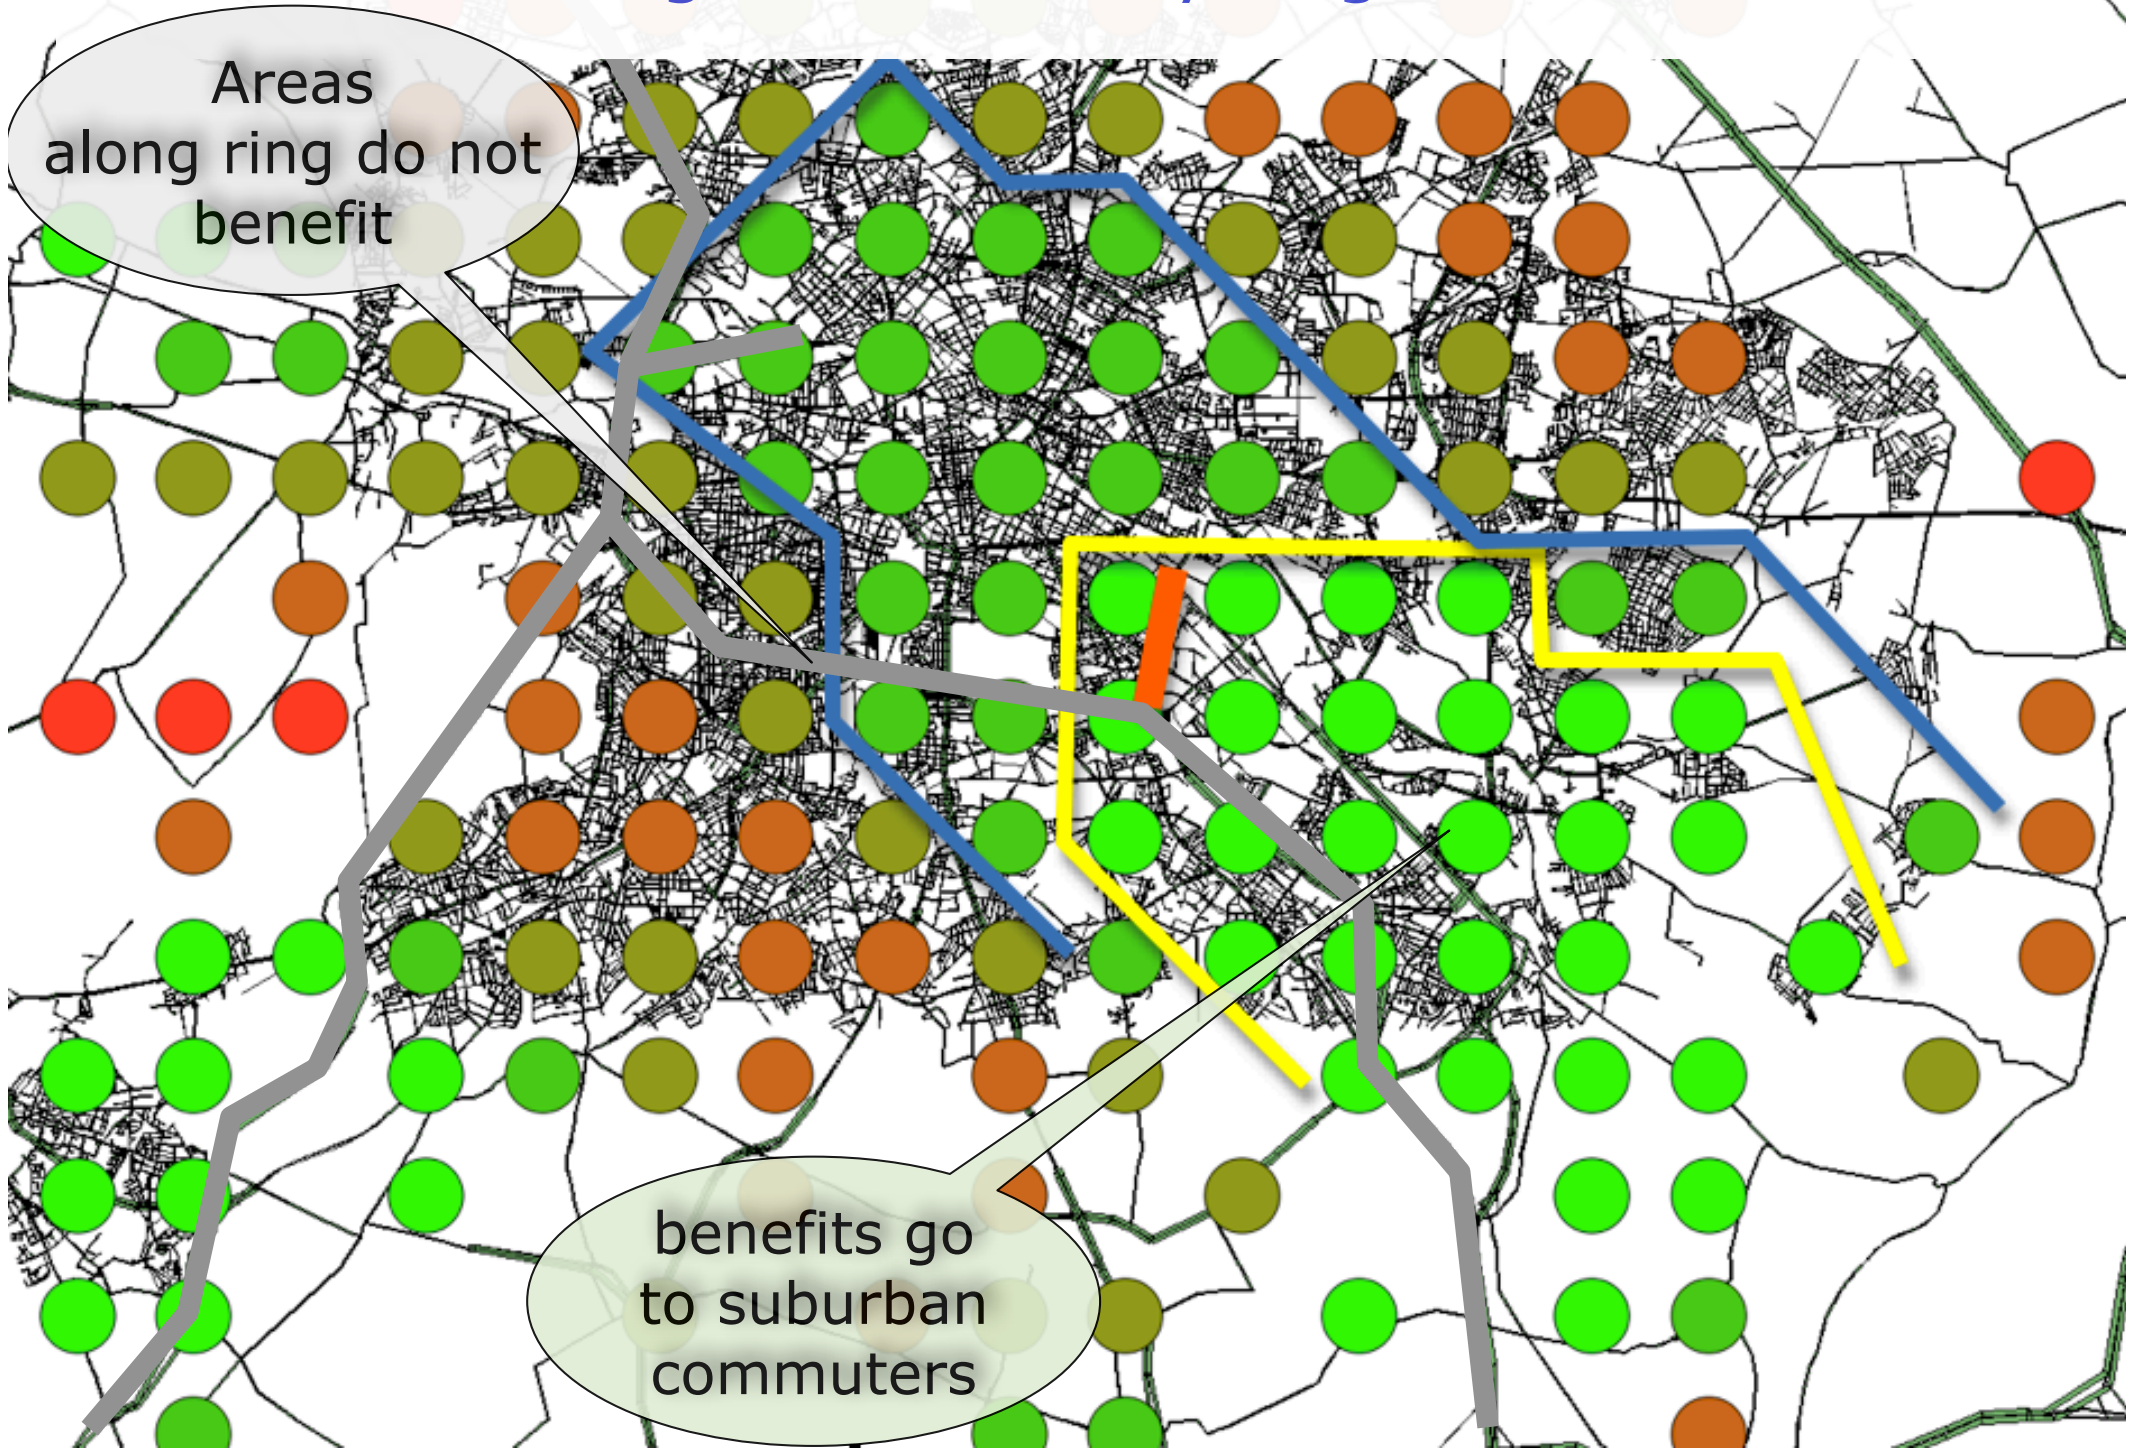 Areas
along ring do not
benefit
benefits go
to suburban
commuters